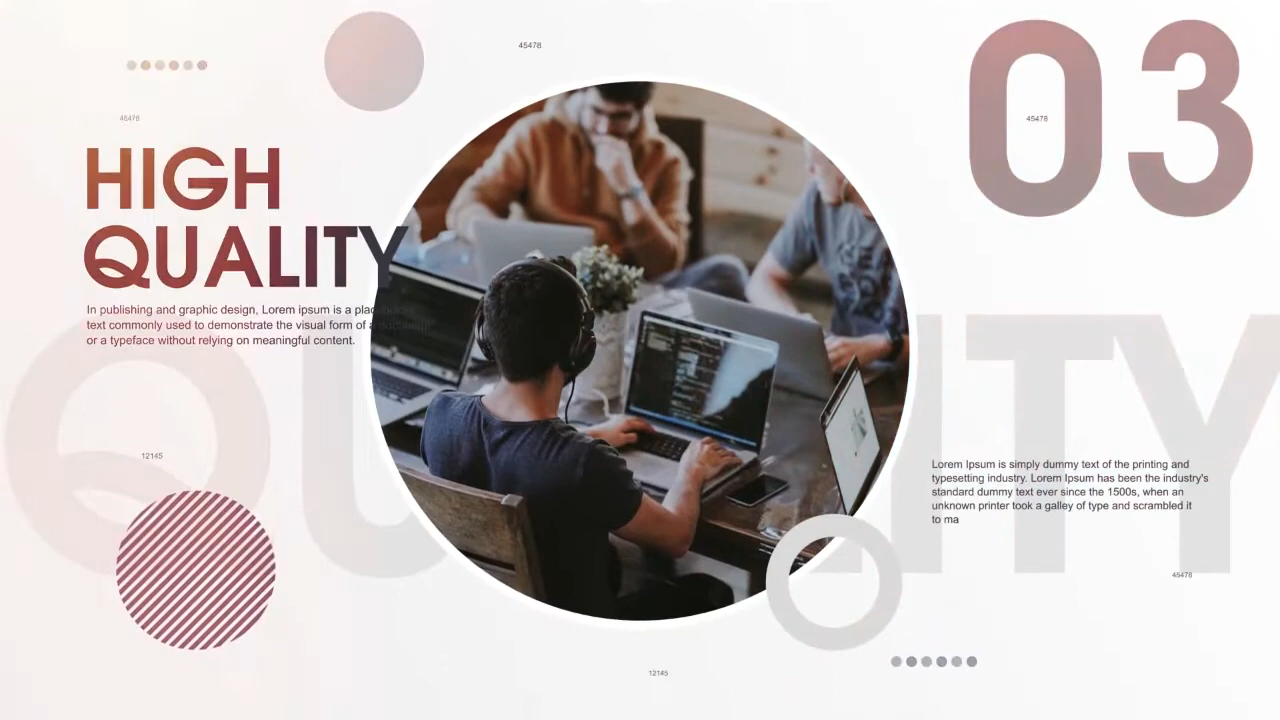 45478
03
45478
45478
HIGH
QUALITY
In publishing and graphic design, Lorem ipsum is a placeholder
text commonly used to demonstrate the visual form of a document
or a typeface without relying on meaningful content.
QUALITY
12145
Lorem Ipsum is simply dummy text of the printing and
typesetting industry. Lorem Ipsum has been the industry's
standard dummy text ever since the 1500s, when an
unknown printer took a galley of type and scrambled it
to ma
45478
12145